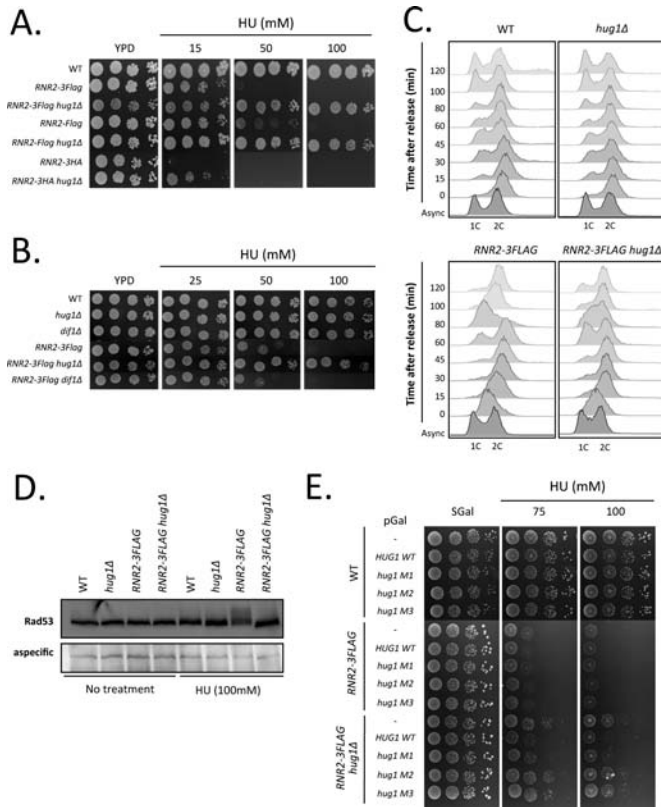 A.
HU (mM)
YPD 15 50 100
WT
RNR2-3Flag
RNR2-3Flag hug1Δ
RNR2-Flag
RNR2-Flag hug1Δ
RNR2-3HA
RNR2-3HA hug1Δ
B.
HU (mM)
YPD 25 50 100
WT
hug1Δ
dif1Δ
RNR2-3Flag
RNR2-3Flag hug1Δ
RNR2-3Flag dif1Δ
C.
WT hug1Δ
Time after release (min)
120
100
80
60
45
30
15
0
Async
1C 2C 1C 2C
RNR2-3FLAG RNR2-3FLAG hug1Δ
Time after release (min)
120
100
80
60
45
30
15
0
Async
1C 2C 1C 2C
D.
WT hug1Δ RNR2-3FLAG RNR2-3FLAG hug1Δ WT hug1Δ RNR2-3FLAG RNR2-3FLAG hug1Δ
Rad53
aspecific
No treatment HU (100mM)
E.
HU (mM)
pGal SGal 75 100
WT
-
HUG1 WT
hug1 M1
hug1 M2
hug1 M3
RNR2-3FLAG
-
HUG1 WT
hug1 M1
hug1 M2
hug1 M3
RNR2-3FLAG
hug1Δ
-
HUG1 WT
hug1 M1
hug1 M2
hug1 M3